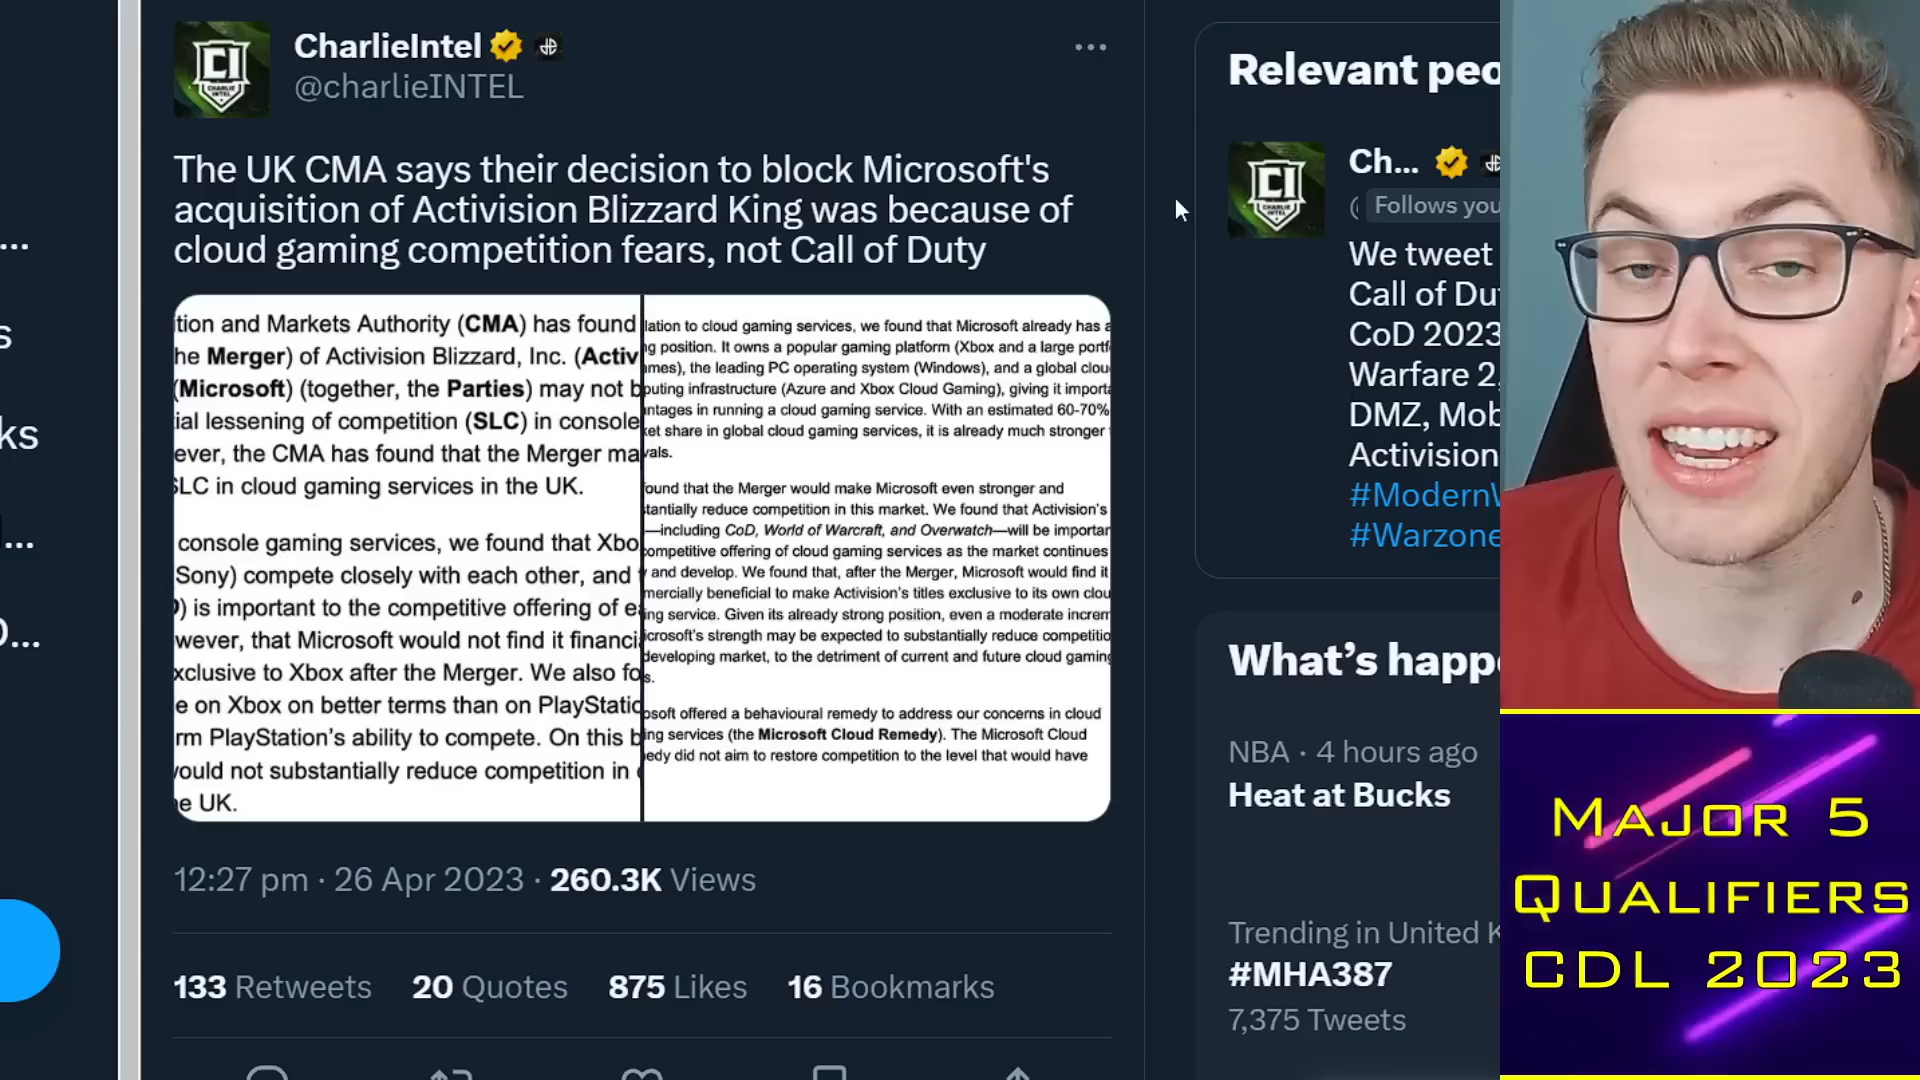 CharlieIntel
@charlieINTEL
The UK CMA says their decision to block Microsoft's
acquisition of Activision Blizzard King was because of
cloud gaming competition fears, not Call of Duty
tion and Markets Authority (CMA) has found
he Merger) of Activision Blizzard, Inc. (Activ
(Microsoft) (together, the Parties) may not b
ial lessening of competition (SLC) in console
ever, the CMA has found that the Merger ma
SLC in cloud gaming services in the UK.
console gaming services, we found that Xbo
Sony) compete closely with each other, and
) is important to the competitive offering of ea
wever, that Microsoft would not find it financi
xclusive to Xbox after the Merger. We also fo
e on Xbox on better terms than on PlayStatio
rm PlayStation's ability to compete. On this b
ould not substantially reduce competition in
e UK.
lation to cloud gaming services, we found that Microsoft already has a
ng position. It owns a popular gaming platform (Xbox and a large portf
ames), the leading PC operating system (Windows), and a global clou
puting infrastructure (Azure and Xbox Cloud Gaming), giving it importa
antages in running a cloud gaming service. With an estimated 60-70%
ket share in global cloud gaming services, it is already much stronger
vals.
found that the Merger would make Microsoft even stronger and
stantially reduce competition in this market. We found that Activision's
—including CoD, World of Warcraft, and Overwatch—will be importan
ompetitive offering of cloud gaming services as the market continues
and develop. We found that, after the Merger, Microsoft would find it
mercially beneficial to make Activision's titles exclusive to its own clou
ing service. Given its already strong position, even a moderate increm
icrosoft's strength may be expected to substantially reduce competitio
developing market, to the detriment of current and future cloud gaming
s.
osoft offered a behavioural remedy to address our concerns in cloud
ing services (the Microsoft Cloud Remedy). The Microsoft Cloud
edy did not aim to restore competition to the level that would have
12:27 pm · 26 Apr 2023 · 260.3K Views
133 Retweets 20 Quotes 875 Likes 16 Bookmarks
...
s
ks
...
...
CI
CHARLIE
INTEL
Relevant peo
Ch...
Follows you
We tweet
Call of Du
CoD 2023
Warfare 2,
DMZ, Mob
Activision
#ModernW
#Warzone
What's happ
NBA · 4 hours ago
Heat at Bucks
Trending in United K
#MHA387
7,375 Tweets
Major 5
Qualifiers
CDL 2023